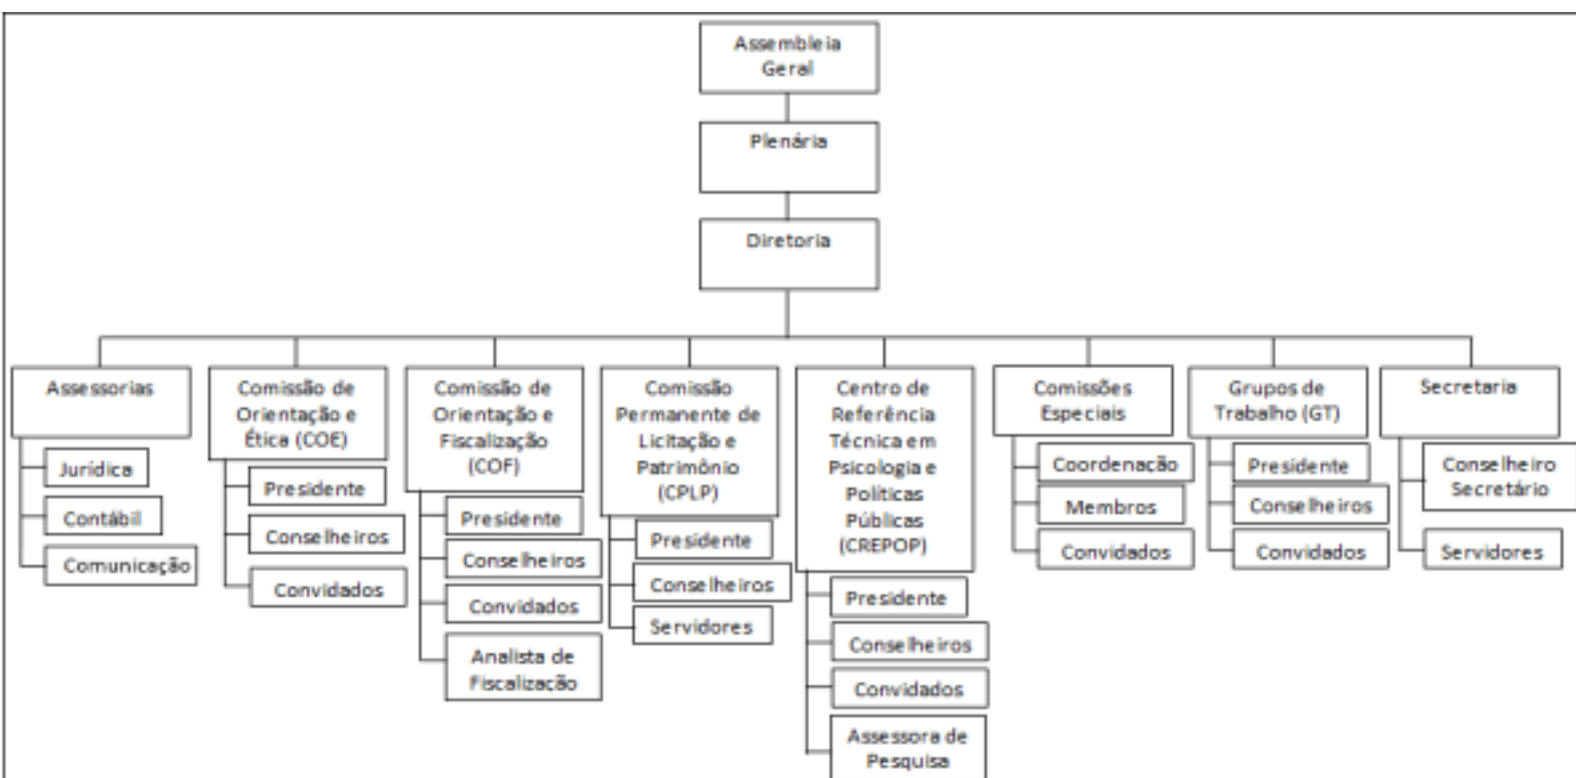 Assembleia
Geral
Plenária
Diretoria
Assessorias
Jurídica
Contábil
Comunicação
Comissão de
Orientação e
Ética (COE)
Presidente
Conselheiros
Convidados
Comissão de
Orientação e
Fiscalização
(COF)
Presidente
Conselheiros
Convidados
Analista de
Fiscalização
Comissão
Permanente de
Licitação e
Patrimônio
(CPLP)
Presidente
Conselheiros
Servidores
Centro de
Referência
Técnica em
Psicologia e
Políticas
Públicas
(CREPOP)
Presidente
Conselheiros
Convidados
Assessora de
Pesquisa
Comissões
Especiais
Coordenação
Membros
Convidados
Grupos de
Trabalho (GT)
Presidente
Conselheiros
Convidados
Secretaria
Conselheiro
Secretário
Servidores